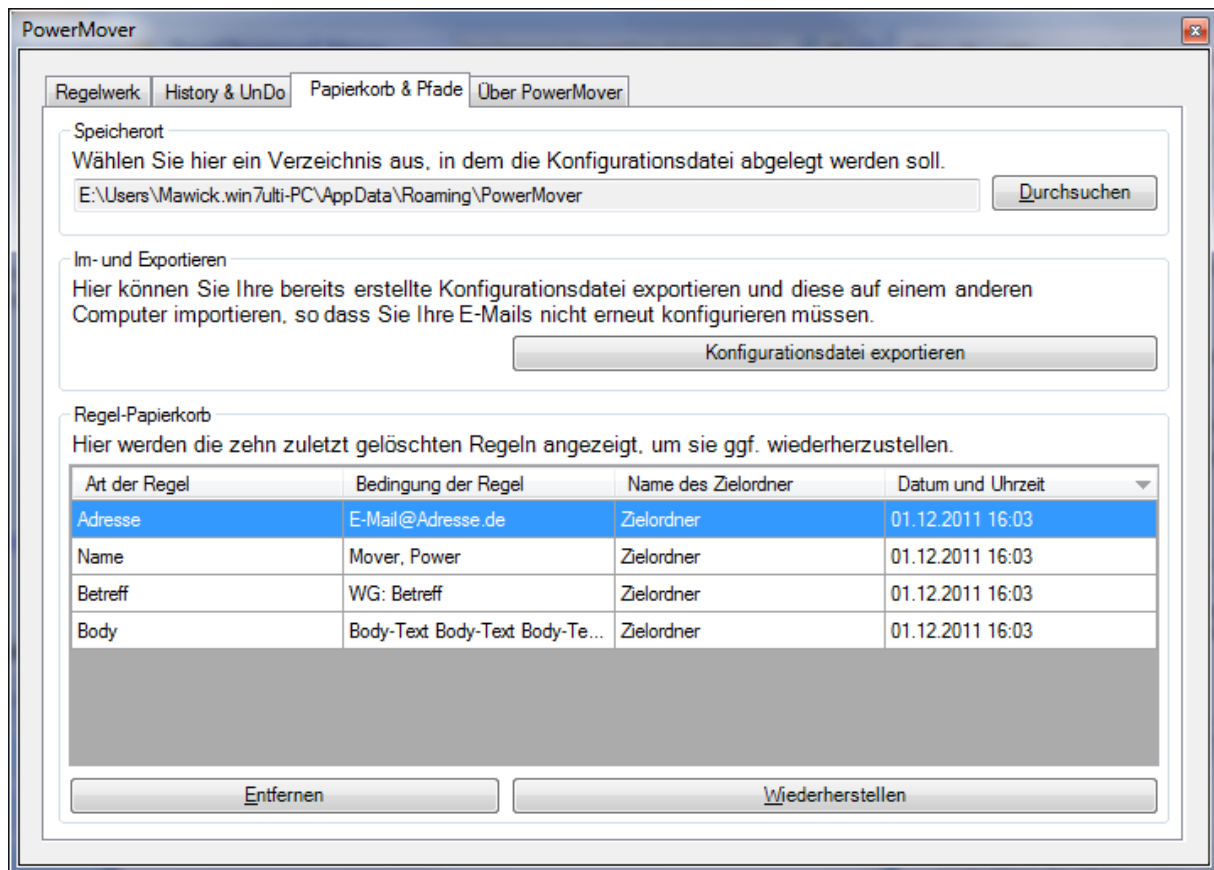 PowerMover
Regelwerk History & UnDo Papierkorb & Pfade Über PowerMover
Speicherort
Wählen Sie hier ein Verzeichnis aus, in dem die Konfigurationsdatei abgelegt werden soll.
E:\Users\Mawick.win7ulti-PC\AppData\Roaming\PowerMover Durchsuchen
Im- und Exportieren
Hier können Sie Ihre bereits erstellte Konfigurationsdatei exportieren und diese auf einem anderen
Computer importieren, so dass Sie Ihre E-Mails nicht erneut konfigurieren müssen.
Konfigurationsdatei exportieren
Regel-Papierkorb
Hier werden die zehn zuletzt gelöschten Regeln angezeigt, um sie ggf. wiederherzustellen.
Art der Regel Bedingung der Regel Name des Zielordner Datum und Uhrzeit
Adresse E-Mail@Adresse.de Zielordner 01.12.2011 16:03
Name Mover, Power Zielordner 01.12.2011 16:03
Betreff WG: Betreff Zielordner 01.12.2011 16:03
Body Body-Text Body-Text Body-Te... Zielordner 01.12.2011 16:03
Entfernen Wiederherstellen